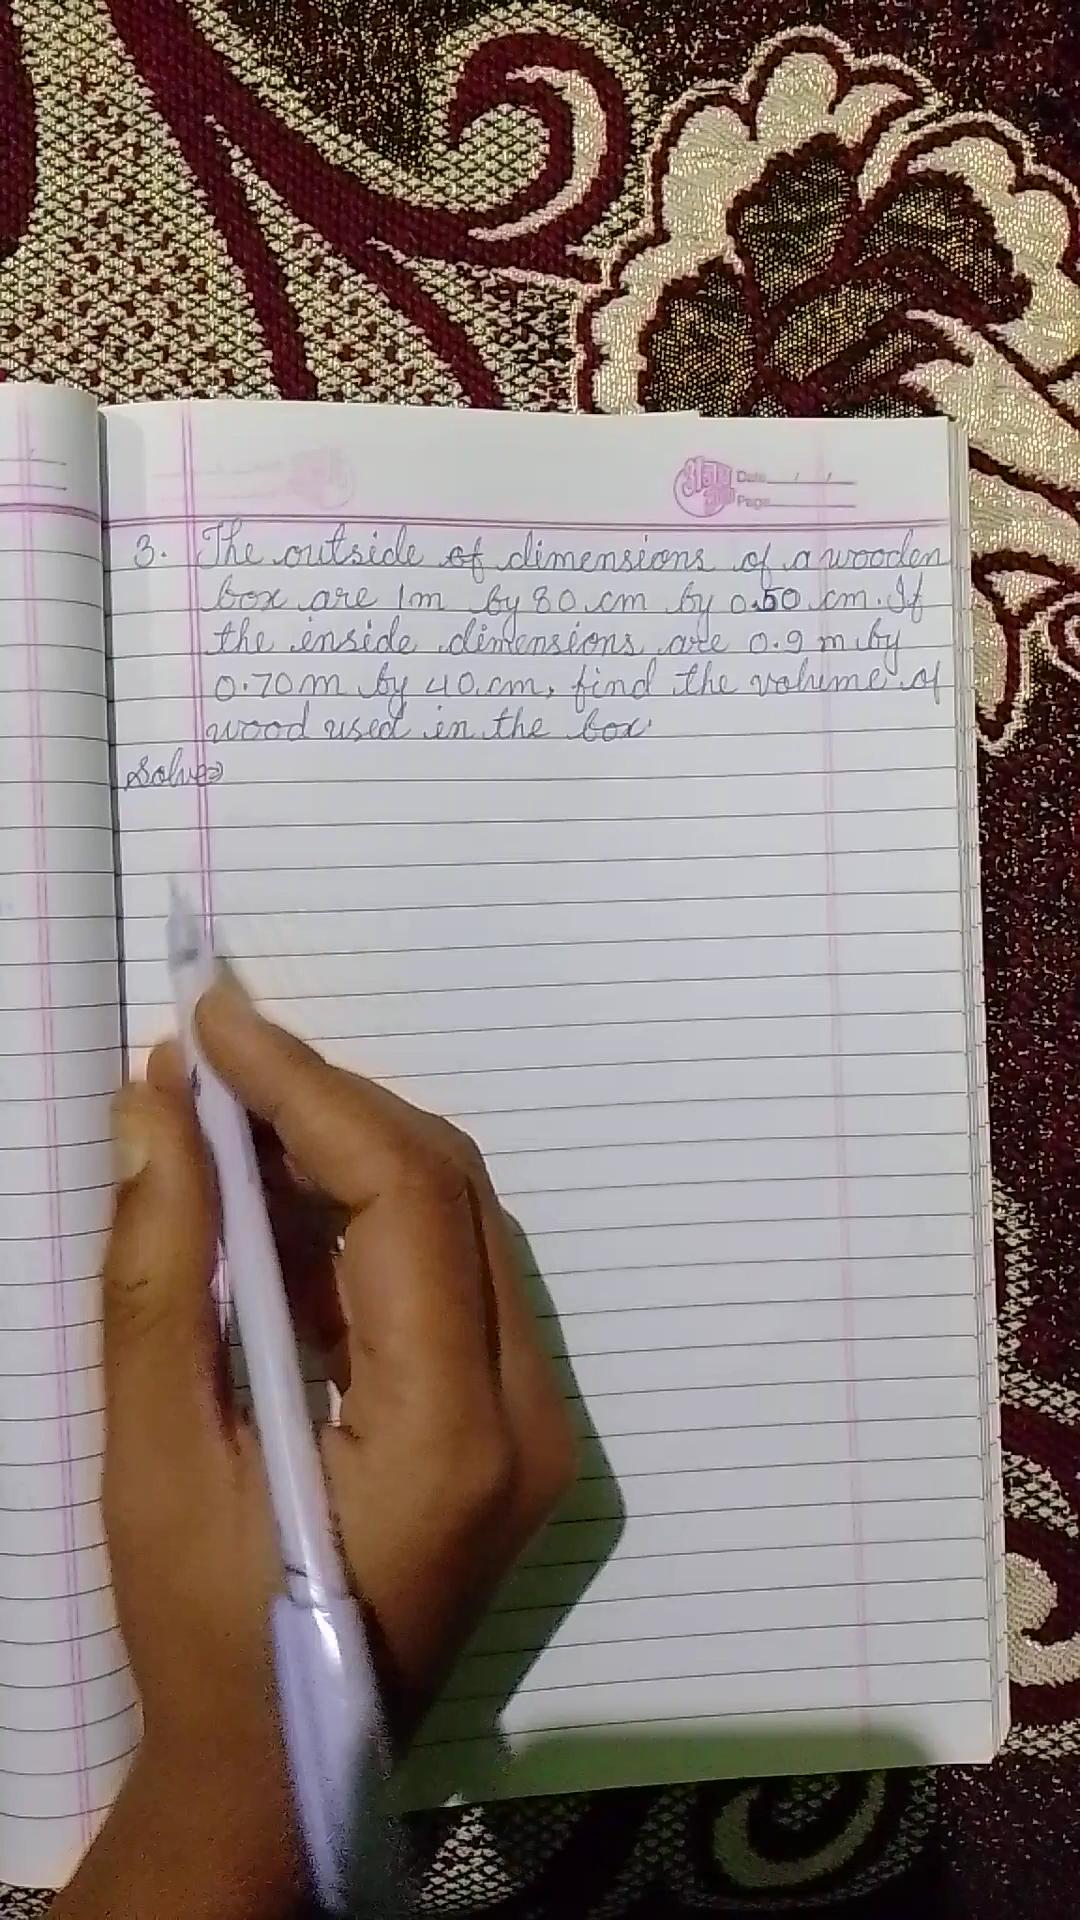 Date
Page
3. The outside of dimensions of a wooden
box are 1m by 80 cm by 0.50 cm. If
the inside dimensions are 0.9 m by
0.70m by 40 cm, find the volume of
wood used in the box.
Solve⇒